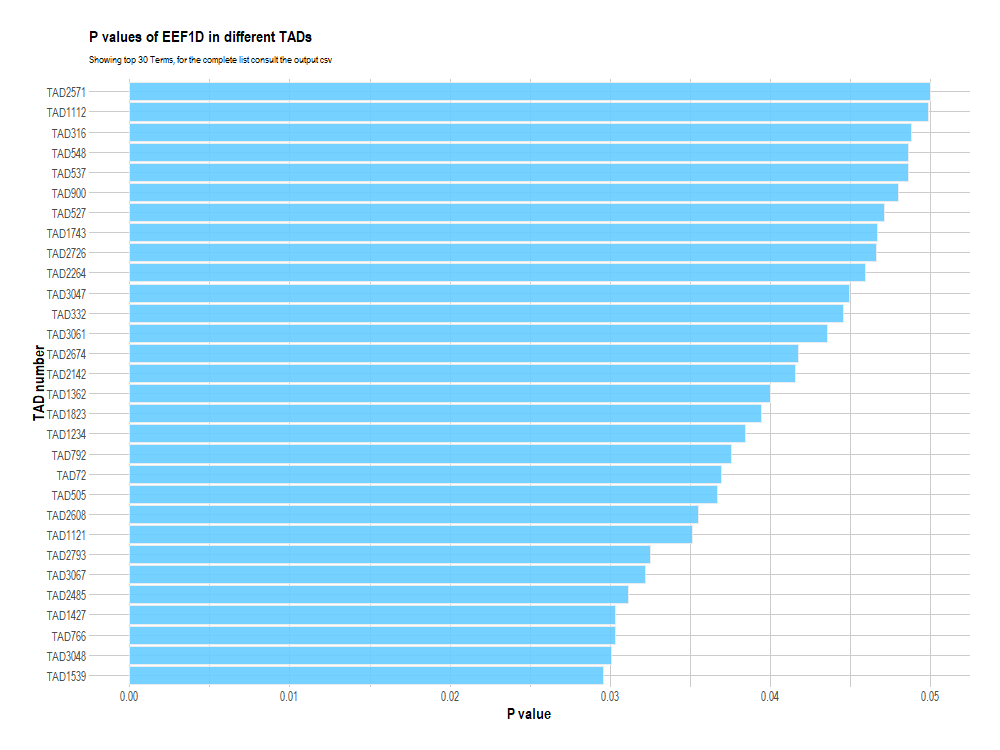 P values of EEF1D in different TADs
Showing top 30 Terms, for the complete list consult the output csv
TAD number
TAD2571
TAD1112
TAD316
TAD548
TAD537
TAD900
TAD527
TAD1743
TAD2726
TAD2264
TAD3047
TAD332
TAD3061
TAD2674
TAD2142
TAD1362
TAD1823
TAD1234
TAD792
TAD72
TAD505
TAD2608
TAD1121
TAD2793
TAD3067
TAD2485
TAD1427
TAD766
TAD3048
TAD1539
0.00 0.01 0.02 0.03 0.04 0.05
P value